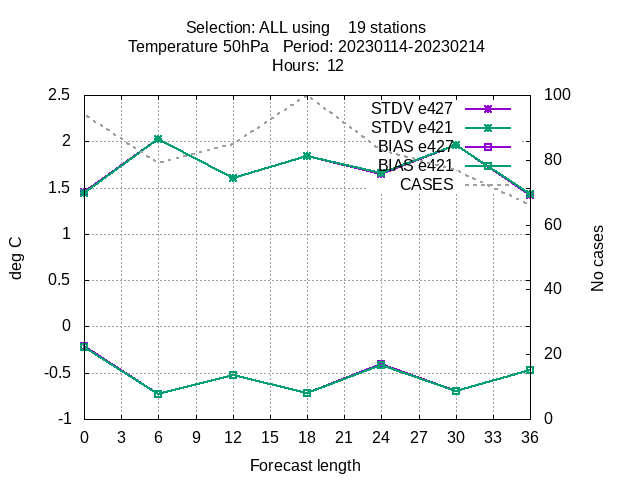 Selection: ALL using    19 stations
Temperature 50hPa   Period: 20230114-20230214
Hours:  12
2.5
2
1.5
1
0.5
0
-0.5
-1
deg C
STDV e427
STDV e421
BIAS e427
BIAS e421
CASES
100
80
60
40
20
0
No cases
0 3 6 9 12 15 18 21 24 27 30 33 36
Forecast length